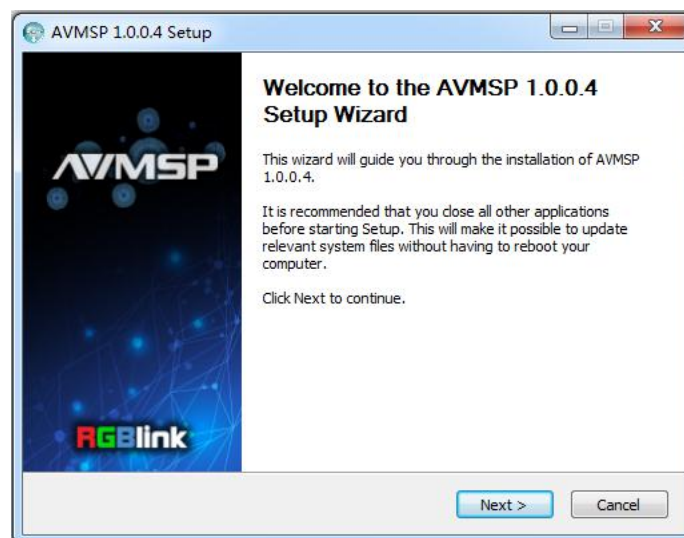 AVMSP 1.0.0.4 Setup
Welcome to the AVMSP 1.0.0.4
Setup Wizard
This wizard will guide you through the installation of AVMSP
1.0.0.4.
It is recommended that you close all other applications
before starting Setup. This will make it possible to update
relevant system files without having to reboot your
computer.
Click Next to continue.
AVMSP
RGBlink
Next >
Cancel